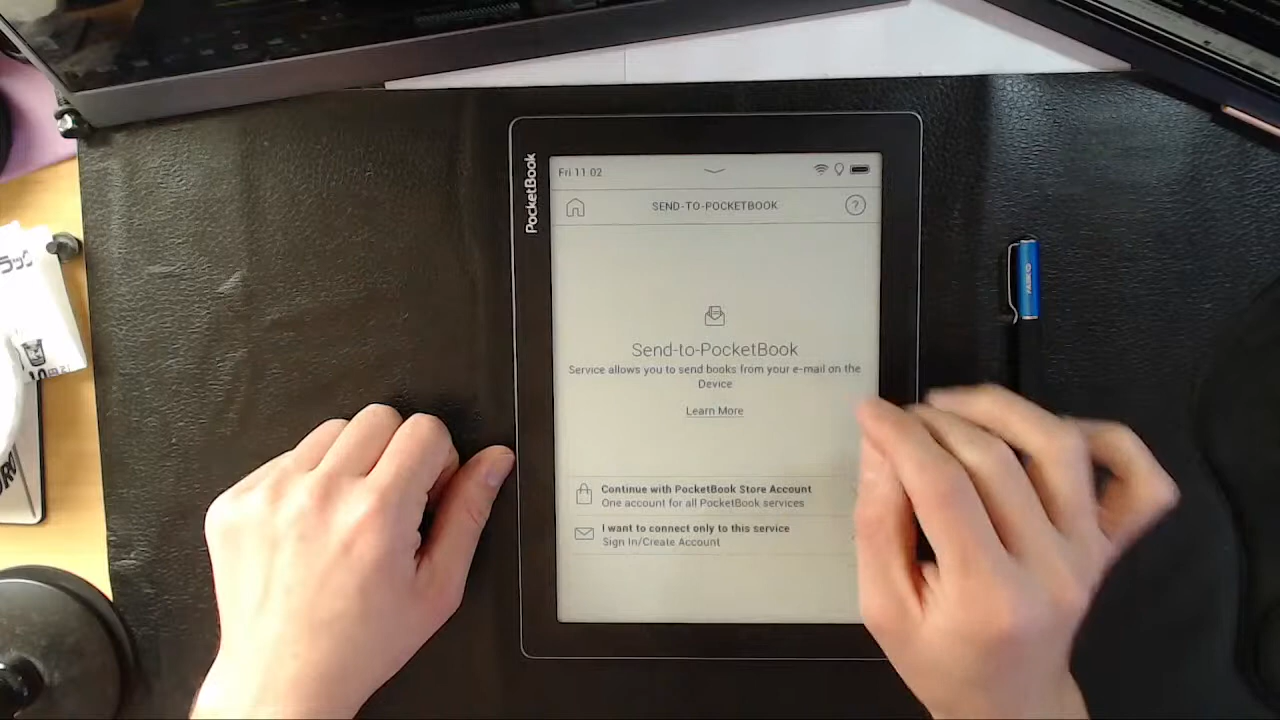 PocketBook
Fri 11 02
SEND-TO-POCKETBOOK
?
Send-to-PocketBook
Service allows you to send books from your e-mail on the
Device
Learn More
Continue with PocketBook Store Account
One account for all PocketBook services
I want to connect only to this service
Sign In/Create Account